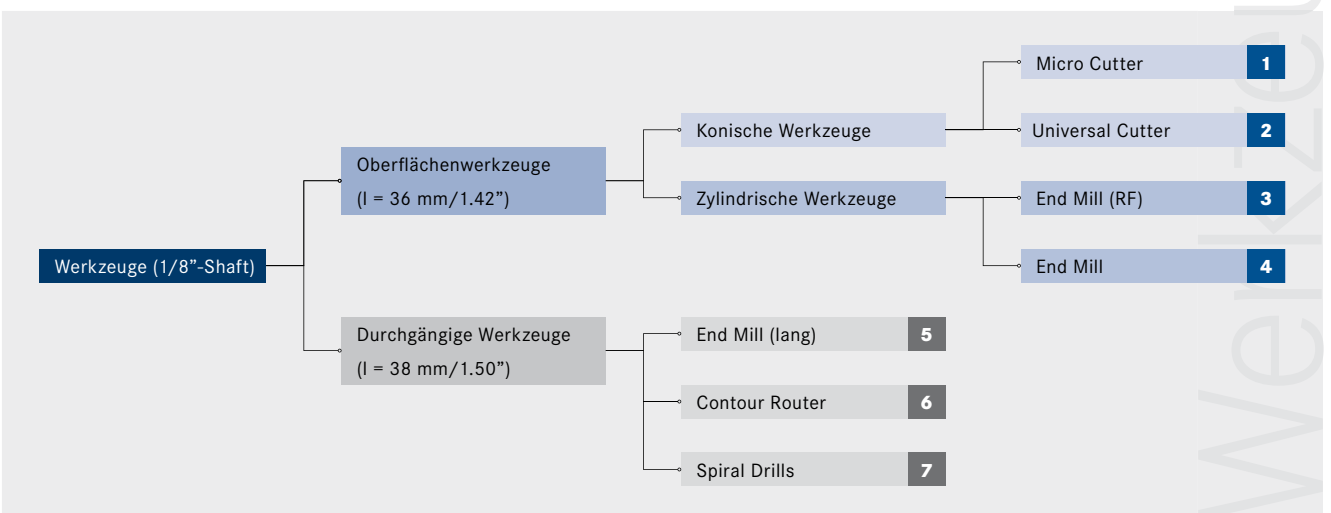 Micro Cutter 1
Konische Werkzeuge
Universal Cutter 2
Oberflächenwerkzeuge
(l = 36 mm/1.42”)
Zylindrische Werkzeuge
End Mill (RF) 3
Werkzeuge (1/8”-Shaft)
End Mill 4
Durchgängige Werkzeuge
(l = 38 mm/1.50”)
End Mill (lang) 5
Contour Router 6
Spiral Drills 7
Werkzeu